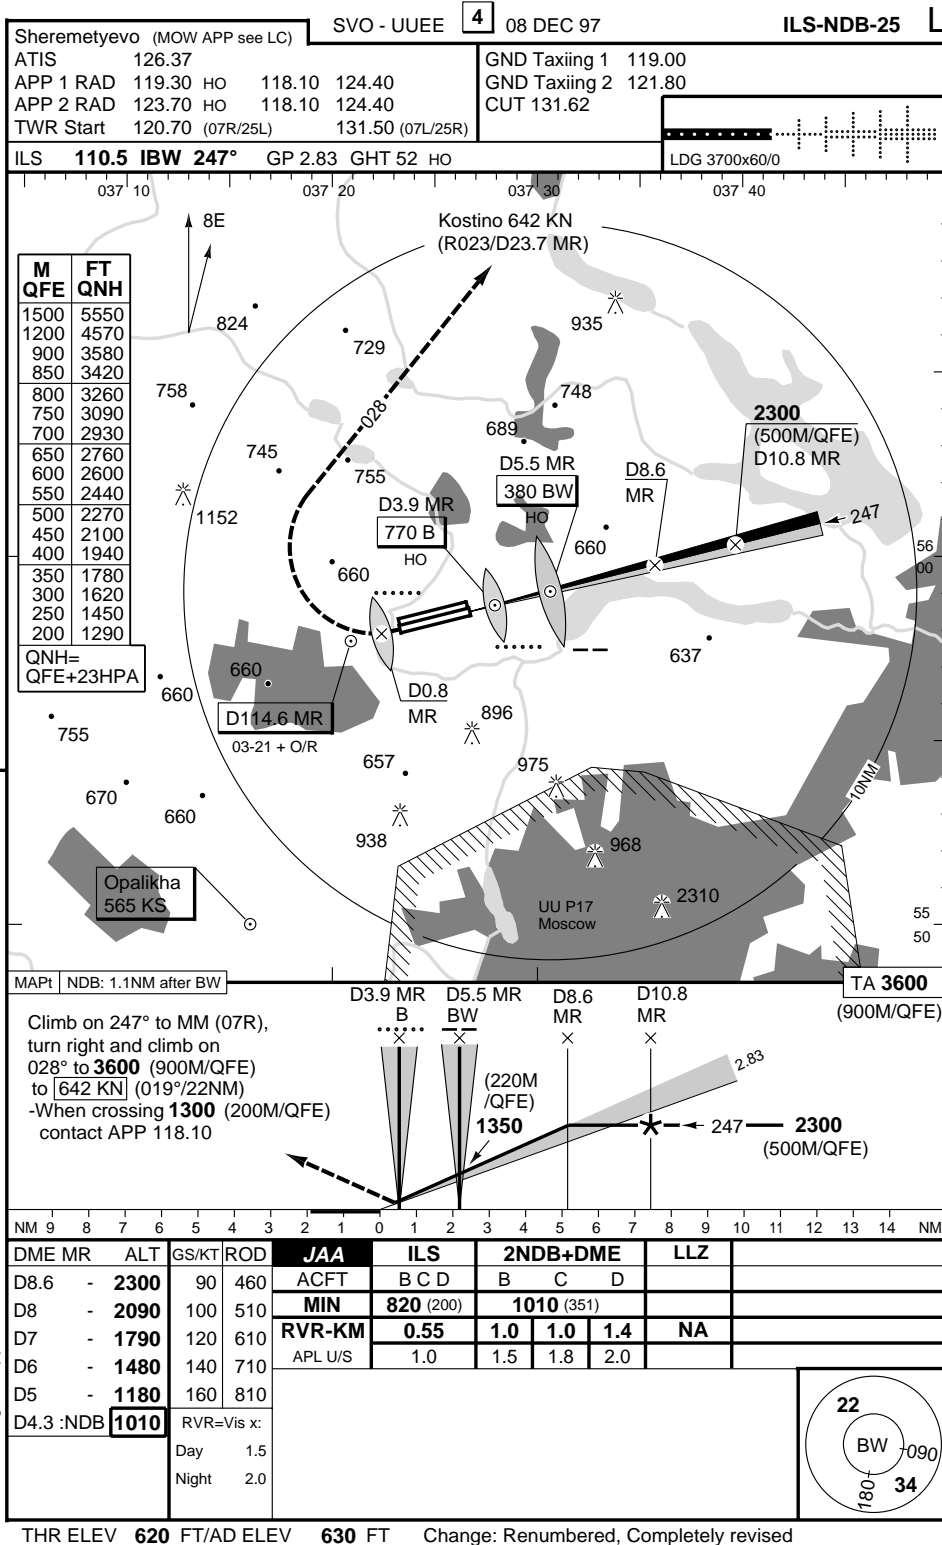 SVO - UUEE 4 08 DEC 97 ILS-NDB-25 L
Sheremetyevo (MOW APP see LC)
ATIS 126.37
APP 1 RAD 119.30 HO 118.10 124.40
APP 2 RAD 123.70 HO 118.10 124.40
TWR Start 120.70 (07R/25L) 131.50 (07L/25R)
GND Taxiing 1 119.00
GND Taxiing 2 121.80
CUT 131.62
LDG 3700x60/0
ILS 110.5 IBW 247° GP 2.83 GHT 52 HO
037 10 037 20 037 30 037 40
8E
Kostino 642 KN
(R023/D23.7 MR)
M FT
QFE QNH
1500 5550
1200 4570
900 3580
850 3420
800 3260
750 3090
700 2930
650 2760
600 2600
550 2440
500 2270
450 2100
400 1940
350 1780
300 1620
250 1450
200 1290
QNH=
QFE+23HPA
824
729
935
758
028
748
689
745
755
1152
2300
(500M/QFE)
D10.8 MR
D5.5 MR
380 BW
HO
D8.6
MR
D3.9 MR
770 B
HO
247
660
660
56
00
637
660
660
D0.8
MR
D114.6 MR
03-21 + O/R
755
896
657
975
10NM
670
660
938
968
2310
Opalikha
565 KS
UU P17
Moscow
55
50
MAPt NDB: 1.1NM after BW
TA 3600
(900M/QFE)
D3.9 MR
B
D5.5 MR
BW
D8.6
MR
D10.8
MR
Climb on 247° to MM (07R),
turn right and climb on
028° to 3600 (900M/QFE)
to 642 KN (019°/22NM)
-When crossing 1300 (200M/QFE)
contact APP 118.10
2.83
(220M
/QFE)
1350
247 2300
(500M/QFE)
NM 9 8 7 6 5 4 3 2 1 0 1 2 3 4 5 6 7 8 9 10 11 12 13 14 NM
DME MR ALT
D8.6 - 2300
D8 - 2090
D7 - 1790
D6 - 1480
D5 - 1180
D4.3 :NDB 1010
GS/KT ROD
90 460
100 510
120 610
140 710
160 810
RVR=Vis x:
Day 1.5
Night 2.0
JAA ILS 2NDB+DME LLZ
ACFT B C D B C D
MIN 820 (200) 1010 (351)
RVR-KM 0.55 1.0 1.0 1.4 NA
APL U/S 1.0 1.5 1.8 2.0
22
BW
090
180
34
THR ELEV 620 FT/AD ELEV 630 FT Change: Renumbered, Completely revised